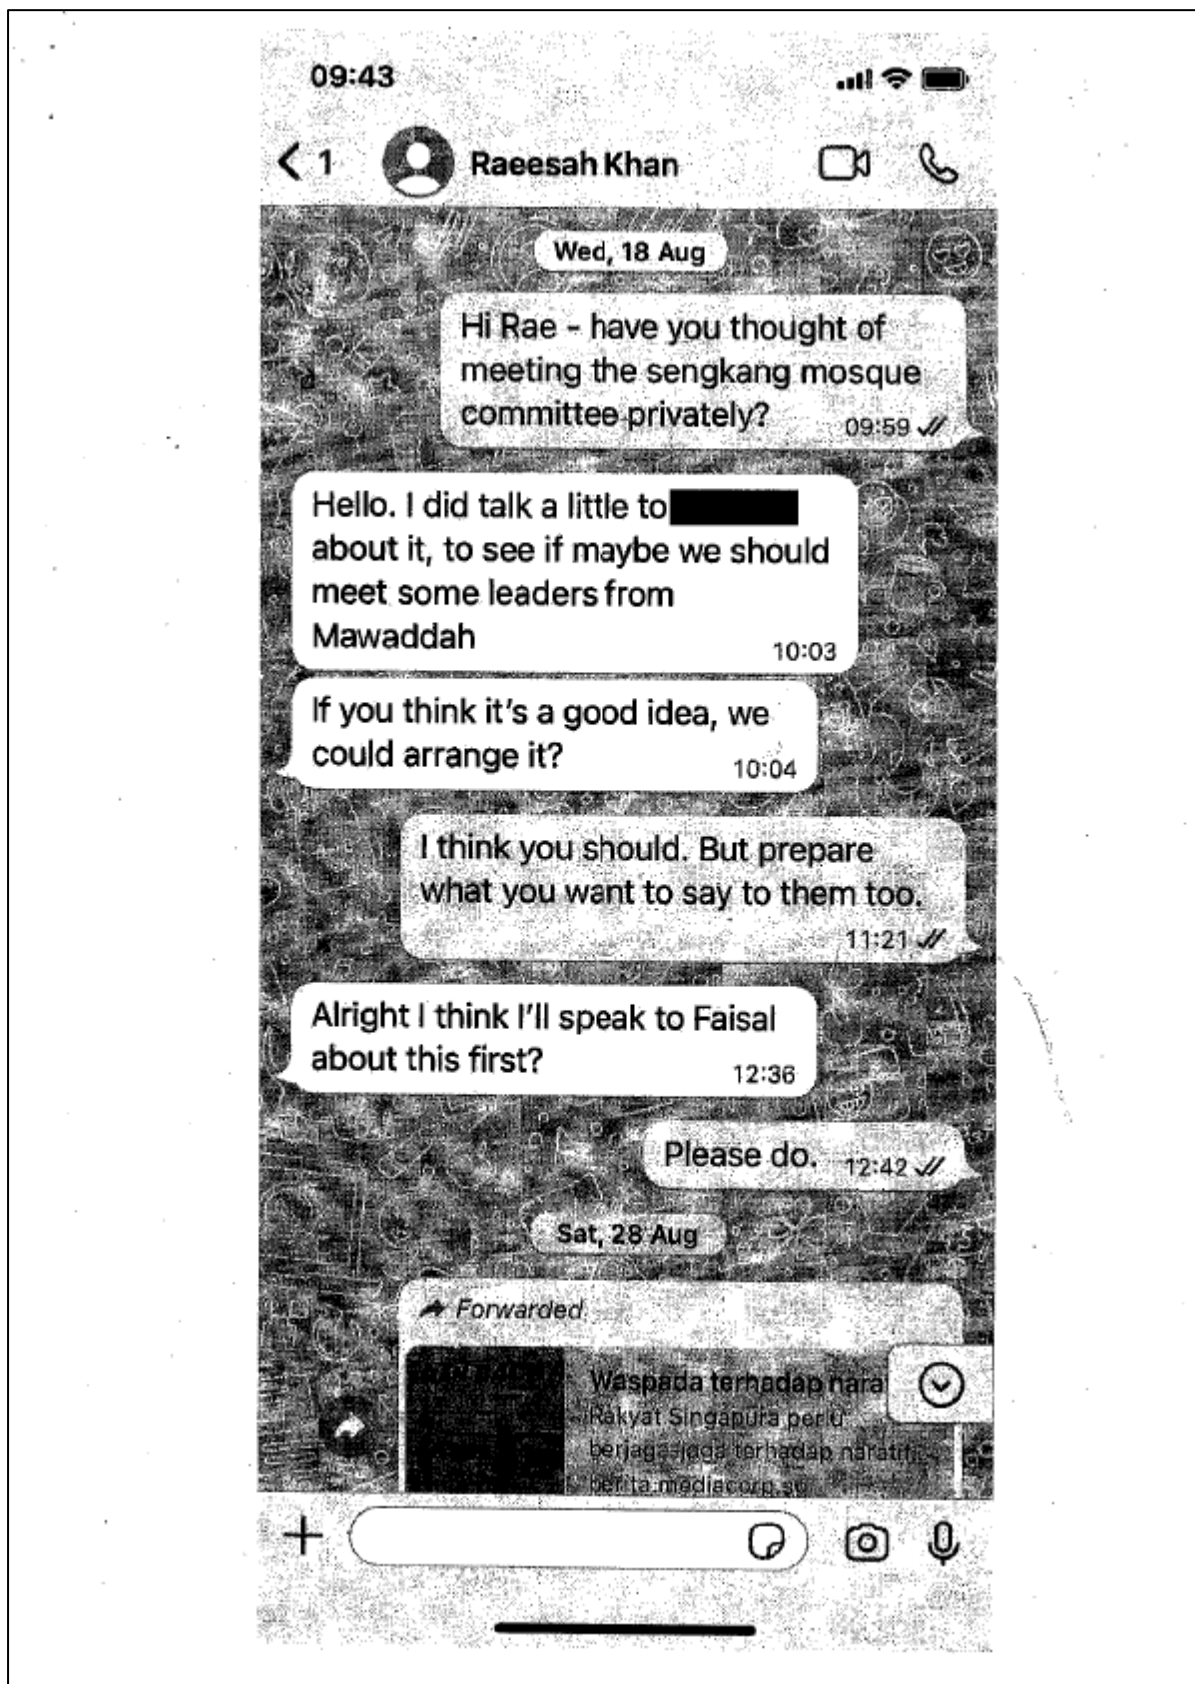 09:43
1
Raeesah Khan
Wed, 18 Aug
Hi Rae - have you thought of
meeting the sengkang mosque
committee privately?
09:59
Hello. I did talk a little to
about it, to see if maybe we should
meet some leaders from
Mawaddah
10:03
If you think it's a good idea, we
could arrange it?
10:04
I think you should. But prepare
what you want to say to them too.
11:21
Alright I think I'll speak to Faisal
about this first?
12:36
Please do.
12:42
Sat, 28 Aug
Forwarded
Waspada terhadap nara
Rakyat Singapura perlu
berjaga-jaga terhadap naratif
berita.mediacorp.sg